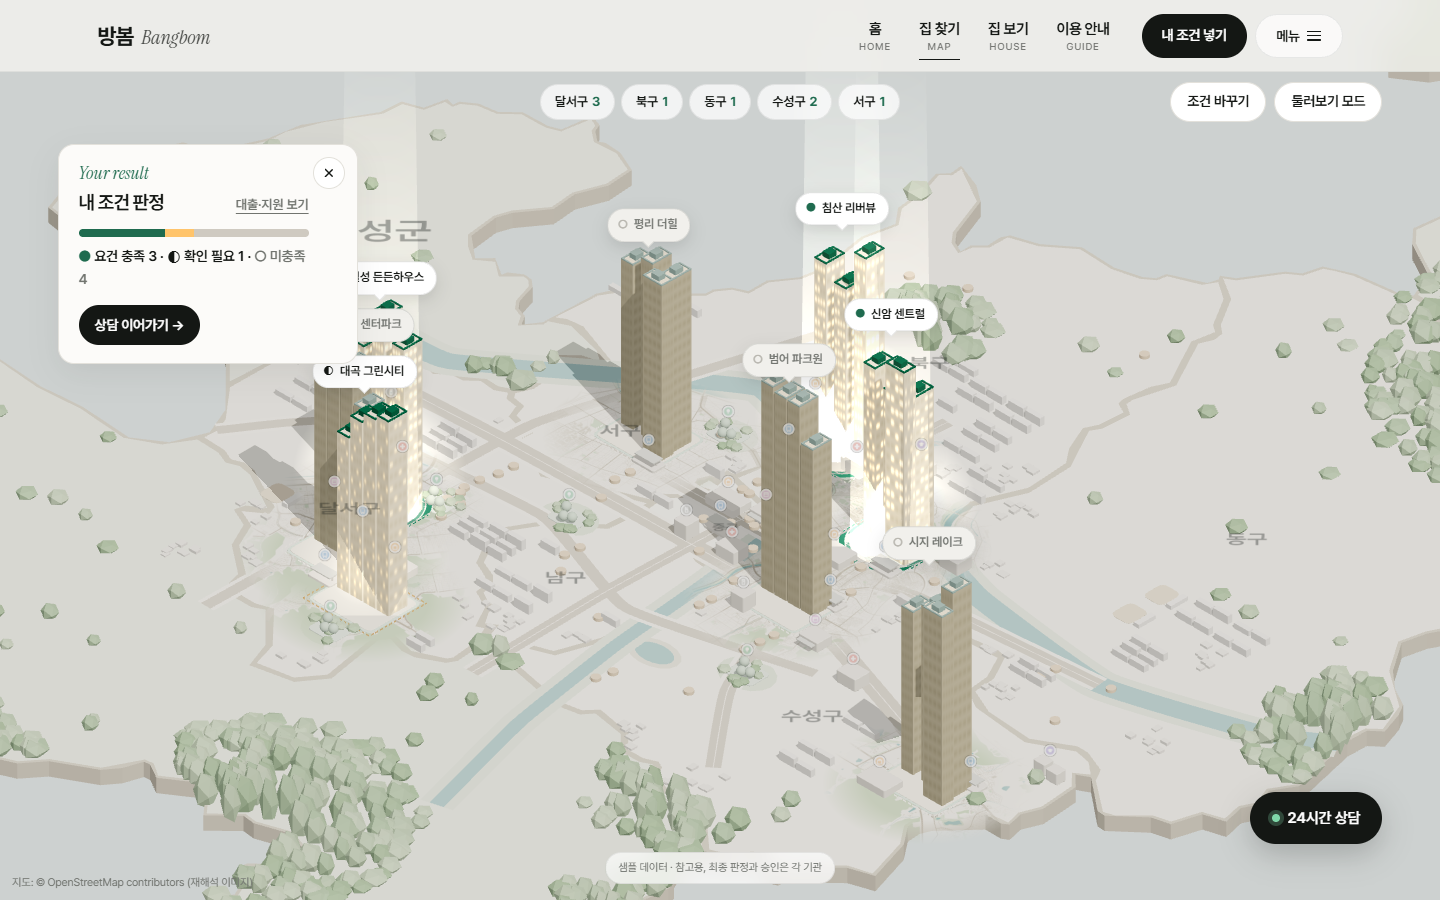 방봄 Bangbom
홈
HOME
집 찾기
MAP
집 보기
HOUSE
이용 안내
GUIDE
내 조건 넣기
메뉴
달서구 3
북구 1
동구 1
수성구 2
서구 1
조건 바꾸기
둘러보기 모드
Your result
내 조건 판정
대출·지원 보기
요건 충족 3 · 확인 필요 1 · 미충족
4
상담 이어가기 →
성군
평리 더힐
침산 리버뷰
든든하우스
센터파크
신암 센트럴
범어 파크원
대곡 그린시티
북구
서구
달서구
시지 레이크
동구
남구
수성구
24시간 상담
샘플 데이터 · 참고용, 최종 판정과 승인은 각 기관
지도: © OpenStreetMap contributors (재해석 이미지)